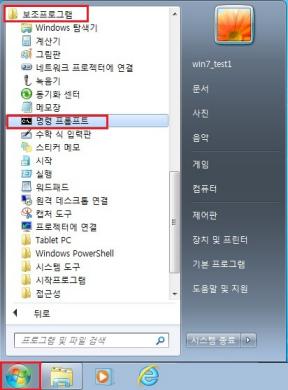 보조프로그램
Windows 탐색기
계산기
그림판
네트워크 프로젝터에 연결
녹음기
동기화 센터
메모장
명령 프롬프트
수학 식 입력판
스티커 메모
시작
실행
워드패드
원격 데스크톱 연결
캡처 도구
프로젝터에 연결
Tablet PC
Windows PowerShell
시스템 도구
시작프로그램
접근성
뒤로
프로그램 및 파일 검색
win7_test1
문서
사진
음악
게임
컴퓨터
제어판
장치 및 프린터
기본 프로그램
도움말 및 지원
시스템 종료